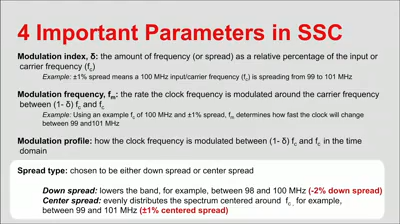 4 Important Parameters in SSC
Modulation index, δ: the amount of frequency (or spread) as a relative percentage of the input or
carrier frequency (fc)
Example: ±1% spread means a 100 MHz input/carrier frequency (fc) is spreading from 99 to 101 MHz
Modulation frequency, fm: the rate the clock frequency is modulated around the carrier frequency
between (1- δ) fc and fc
Example: Using an example fc of 100 MHz and ±1% spread, fm determines how fast the clock will change
between 99 and101 MHz
Modulation profile: how the clock frequency is modulated between (1- δ) fc and fc in the time
domain
Spread type: chosen to be either down spread or center spread
Down spread: lowers the band, for example, between 98 and 100 MHz (-2% down spread)
Center spread: evenly distributes the spectrum centered around fc , for example,
between 99 and 101 MHz (±1% centered spread)